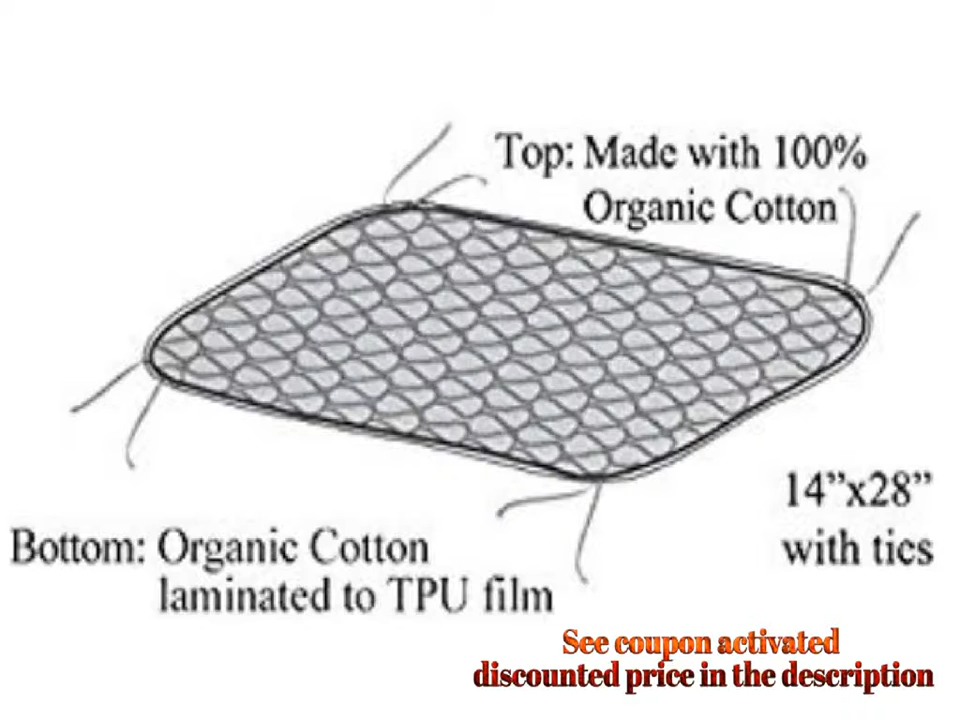 Top: Made with 100%
Organic Cotton
14”x28”
with ties
Bottom: Organic Cotton
laminated to TPU film
See coupon activated
discounted price in the description